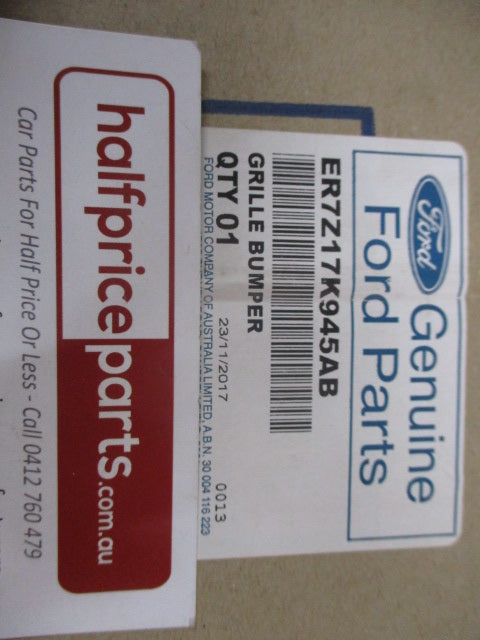 Ford
Genuine
Ford Parts
ER7Z17K945AB
GRILLE BUMPER
QTY 01
23/11/2017
0013
FORD MOTOR COMPANY OF AUSTRALIA LIMITED, A.B.N. 30 004 116 223
halfpriceparts.com.au
Car Parts For Half Price Or Less - Call 0412 760 479